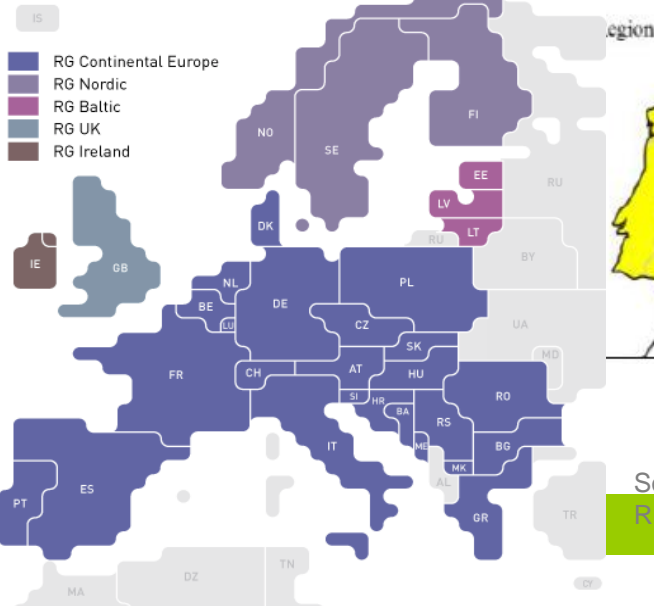 IS
RG Continental Europe
RG Nordic
RG Baltic
RG UK
RG Ireland
NO
SE
FI
EE
LV
LT
RU
RU
BY
DK
IE
GB
NL
BE
LU
DE
PL
CZ
UA
SK
MD
FR
CH
AT
HU
SI
HR
BA
RS
RO
IT
ME
BG
MK
AL
PT
ES
GR
TR
MA
DZ
TN
CY
egion
R